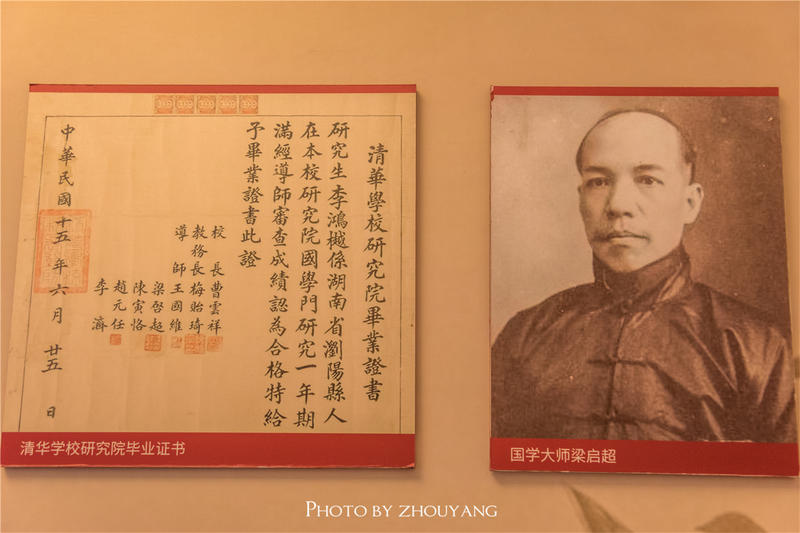 清華學校研究院畢業證書
研究生李鴻樾係湖南省瀏陽縣人
在本校研究院國學門研究一年期
滿經導師審查成績認為合格特給
予畢業證書此證
校長曹雲祥
教務長梅貽琦
導師王國維
梁啓超
陳寅恪
趙元任
李濟
中華民國十五年六月廿五日
清华学校研究院毕业证书
国学大师梁启超
PHOTO BY ZHOUYANG